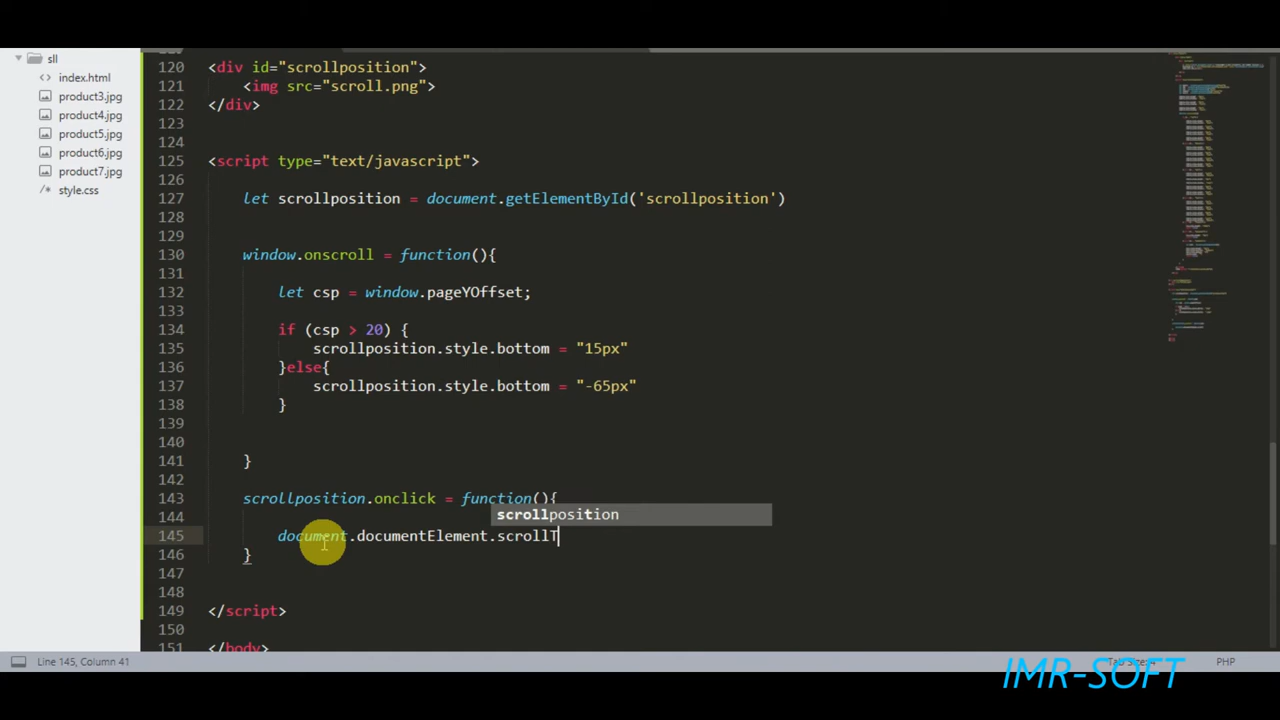 sll
index.html
product3.jpg
product4.jpg
product5.jpg
product6.jpg
product7.jpg
/* style.css
120 <div id="scrollposition">
121 <img src="scroll.png">
122 </div>
123
124
125 <script type="text/javascript">
126
127 let scrollposition = document.getElementById('scrollposition')
128
129
130 window.onscroll = function(){
131
132 let csp = window.pageYOffset;
133
134 if (csp > 20) {
135 scrollposition.style.bottom = "15px"
136 }else{
137 scrollposition.style.bottom = "-65px"
138 }
139
140
141 }
142
143 scrollposition.onclick = function(){
scrollposition
144
145 document.documentElement.scrollT
146 }
147
148
149 </script>
150
151 </body>
Line 145, Column 41
Tab Size: 4
PHP
IMR-SOFT